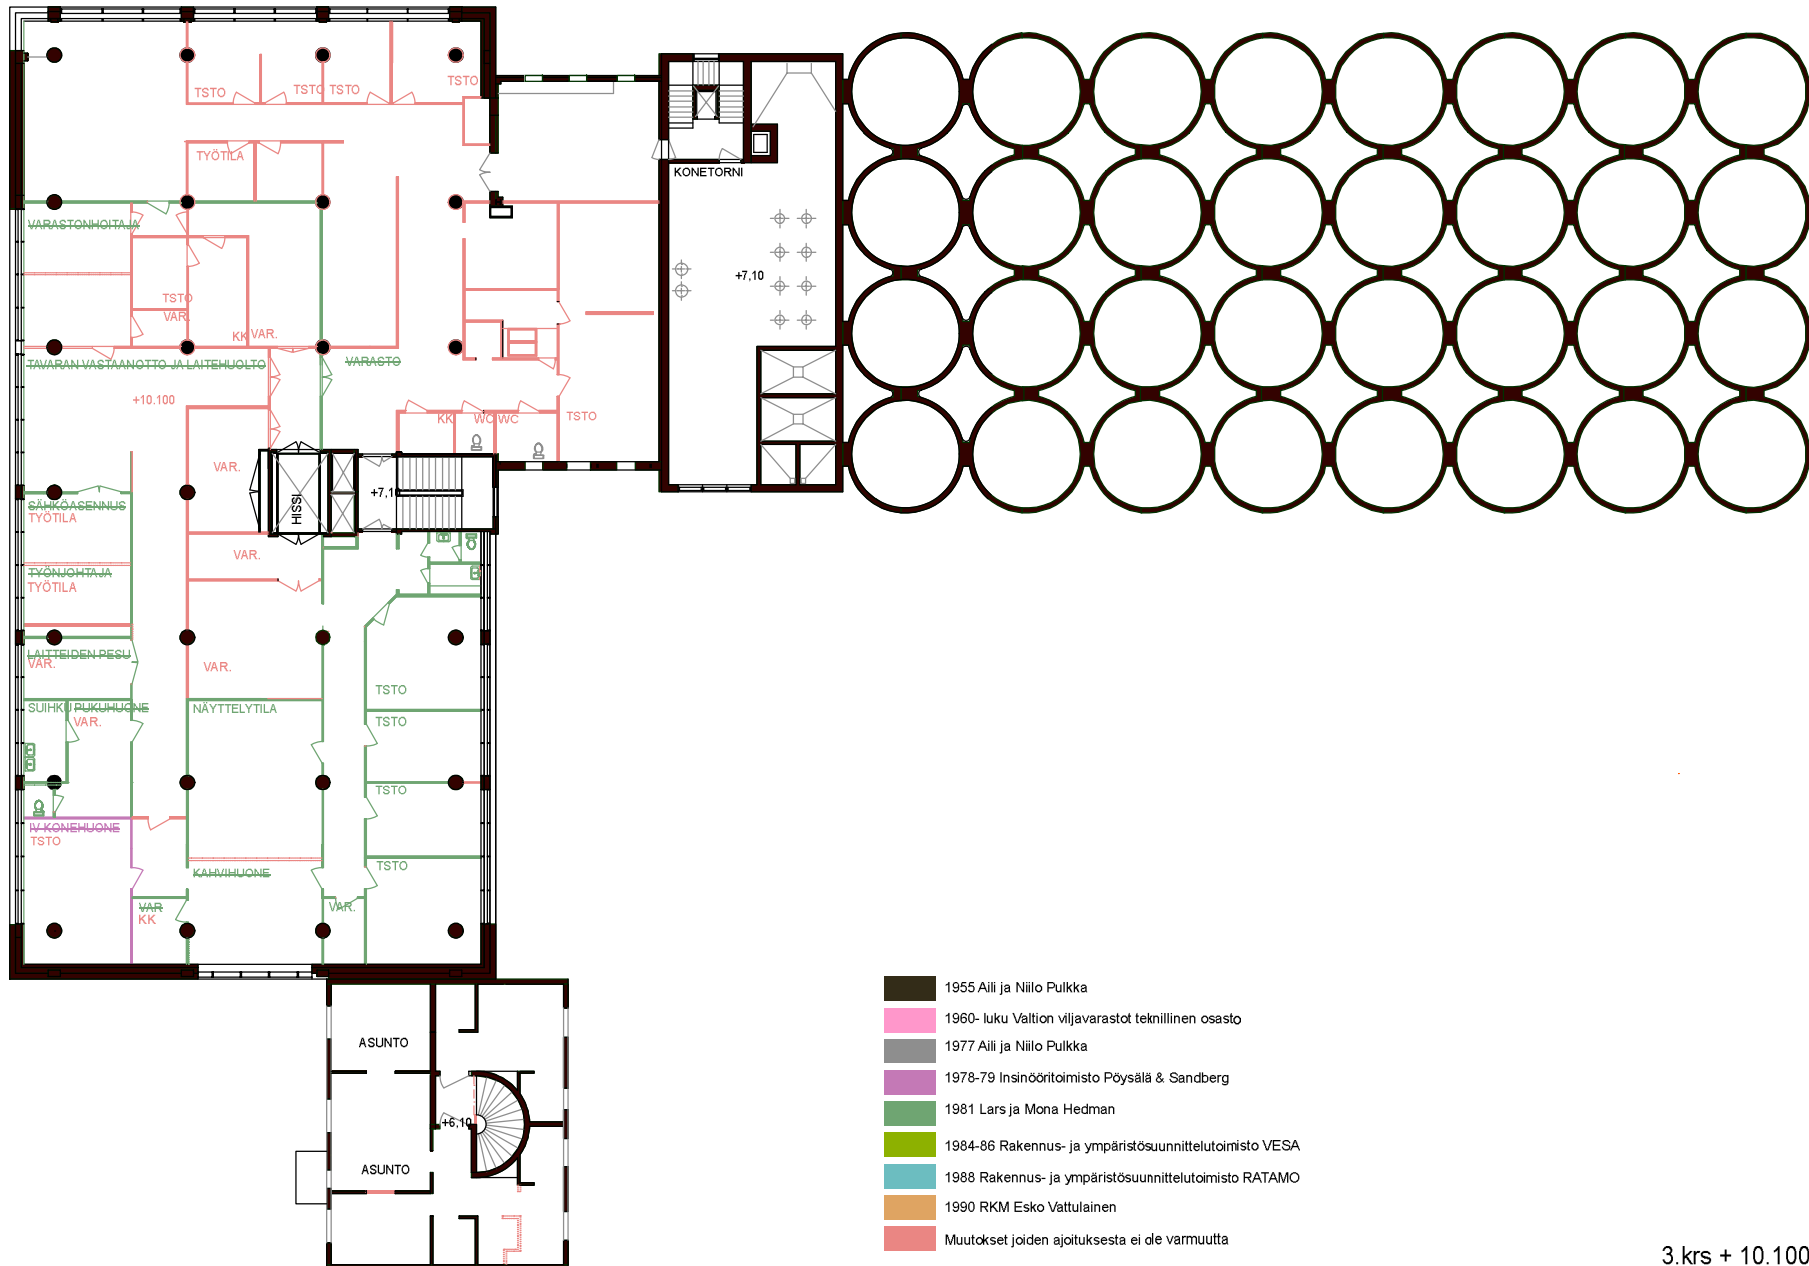 TSTO
TSTO
TSTO
TSTO
TYÖTILA
KONETORNI
VARASTONHOITAJA
+7,10
TSTO
VAR.
KK
VAR.
TAVARAN VASTAANOTTO JA LAITEHUOLTO
VARASTO
+10.100
KK
WC
WC
TSTO
VAR.
HISSI
+7,10
SÄHKÖASENNUS
TYÖTILA
VAR.
TYÖNJOHTAJA
TYÖTILA
LAITTEIDEN PESU
VAR.
VAR.
TSTO
SUIHKU
PUKUHUONE
VAR.
NÄYTTELYTILA
TSTO
TSTO
IV-KONEHUONE
TSTO
KAHVIHUONE
TSTO
VAR
KK
VAR.
ASUNTO
+6,10
ASUNTO
1955 Aili ja Niilo Pulkka
1960- luku Valtion viljavarastot teknillinen osasto
1977 Aili ja Niilo Pulkka
1978-79 Insinööritoimisto Pöysälä & Sandberg
1981 Lars ja Mona Hedman
1984-86 Rakennus- ja ympäristösuunnittelutoimisto VESA
1988 Rakennus- ja ympäristösuunnittelutoimisto RATAMO
1990 RKM Esko Vattulainen
Muutokset joiden ajoituksesta ei ole varmuutta
3.krs + 10.100